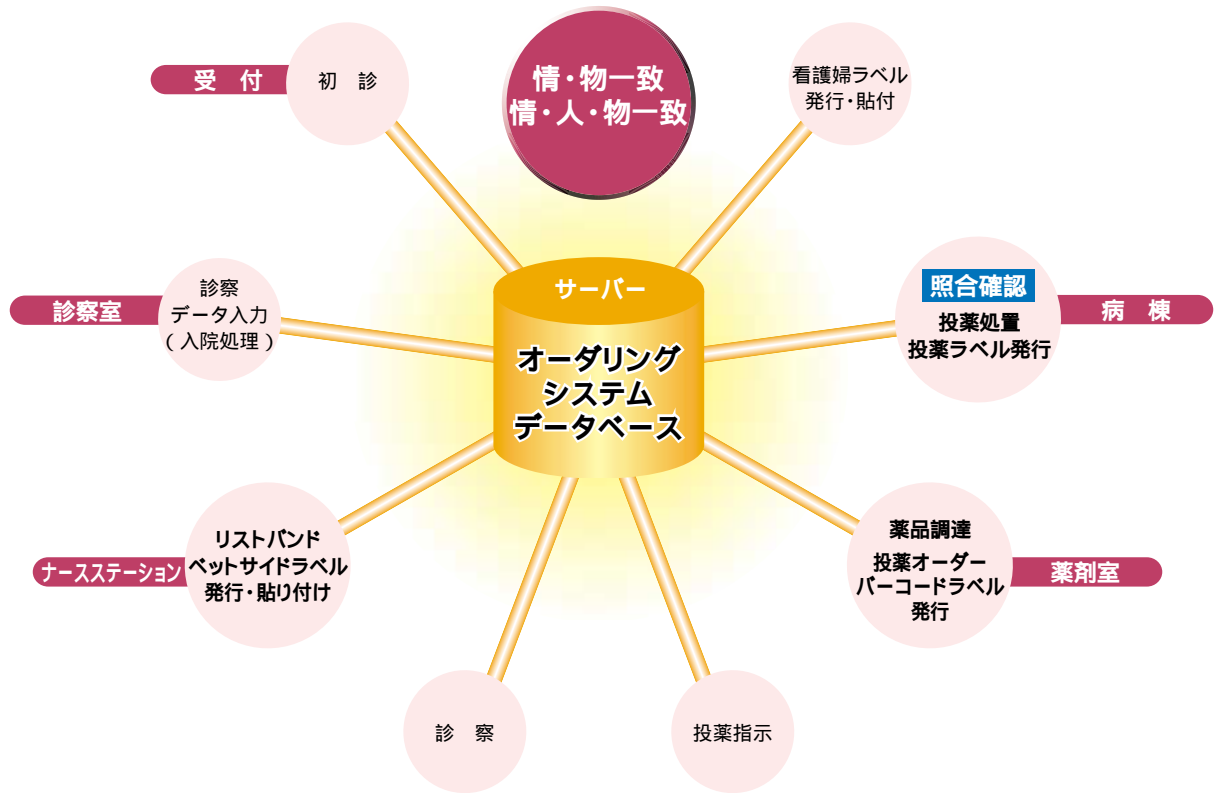 情・物一致
情・人・物一致
受　付
初　診
看護婦ラベル
発行・貼付
診察室
診察
データ入力
（入院処理）
サーバー
オーダリング
システム
データベース
照合確認
投薬処置
投薬ラベル発行
病　棟
ナースステーション
リストバンド
ベットサイドラベル
発行・貼り付け
薬品調達
投薬オーダー
バーコードラベル
発行
薬剤室
診　察
投薬指示